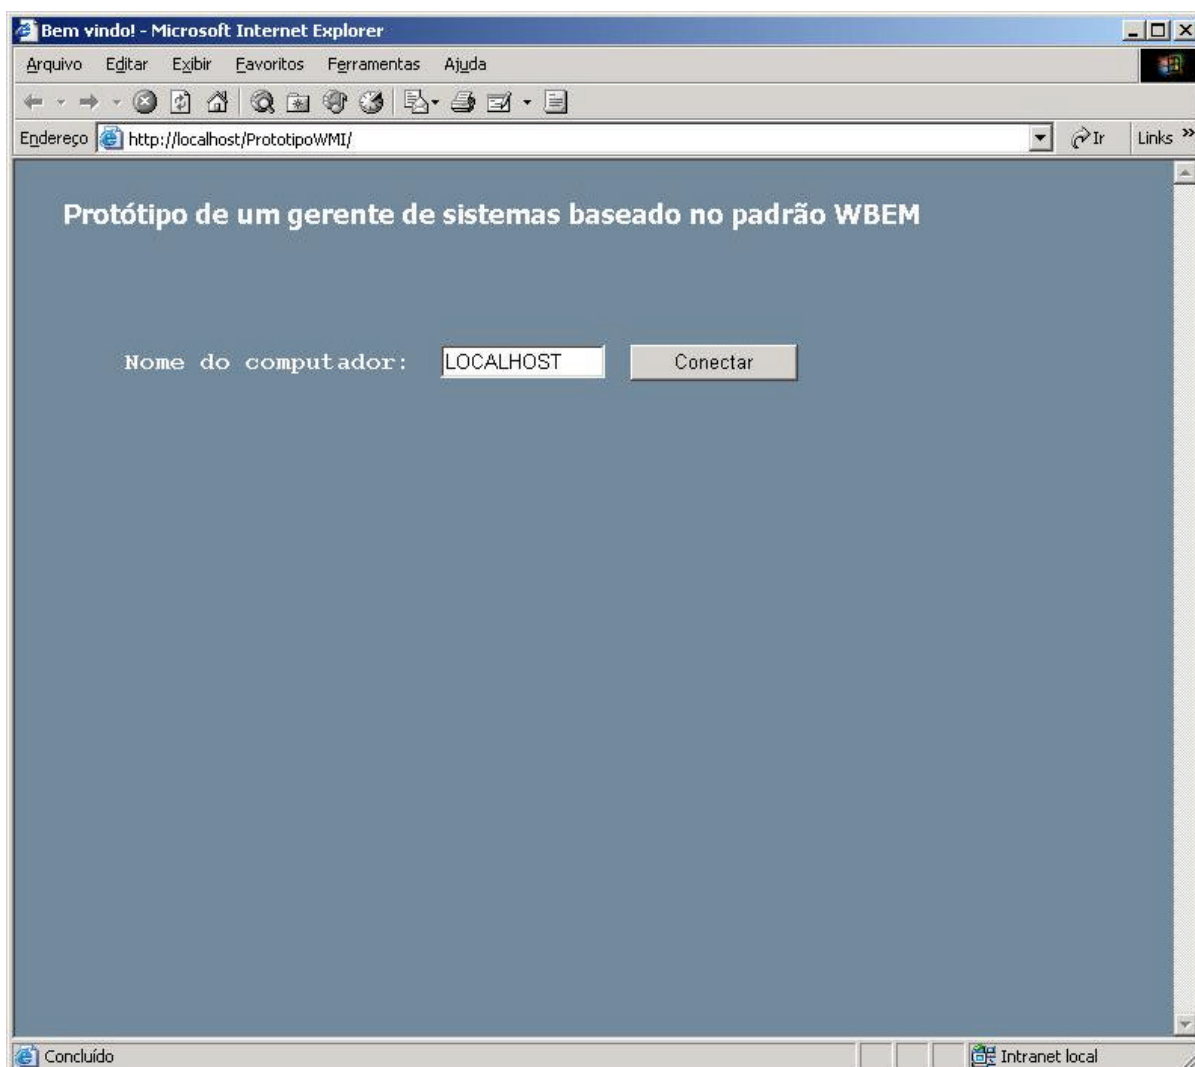 Bem vindo! - Microsoft Internet Explorer
Arquivo Editar Exibir Favoritos Ferramentas Ajuda
Endereço http://localhost/PrototipoWMI/ Ir Links »
Protótipo de um gerente de sistemas baseado no padrão WBEM
Nome do computador: LOCALHOST Conectar
Concluído Intranet local